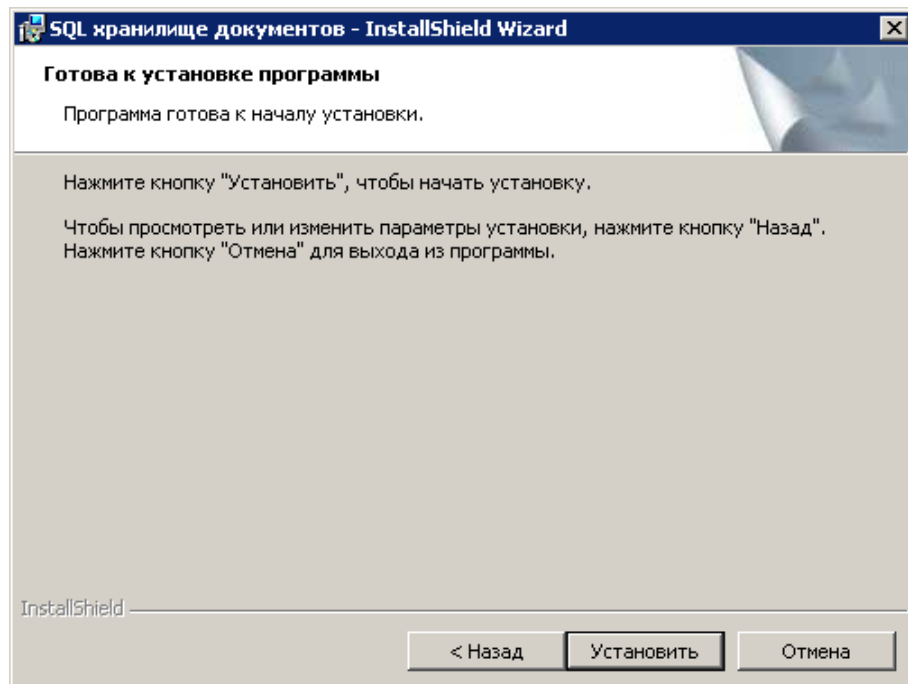 SQL хранилище документов - InstallShield Wizard
Готова к установке программы
Программа готова к началу установки.
Нажмите кнопку "Установить", чтобы начать установку.
Чтобы просмотреть или изменить параметры установки, нажмите кнопку "Назад".
Нажмите кнопку "Отмена" для выхода из программы.
InstallShield
< Назад
Установить
Отмена